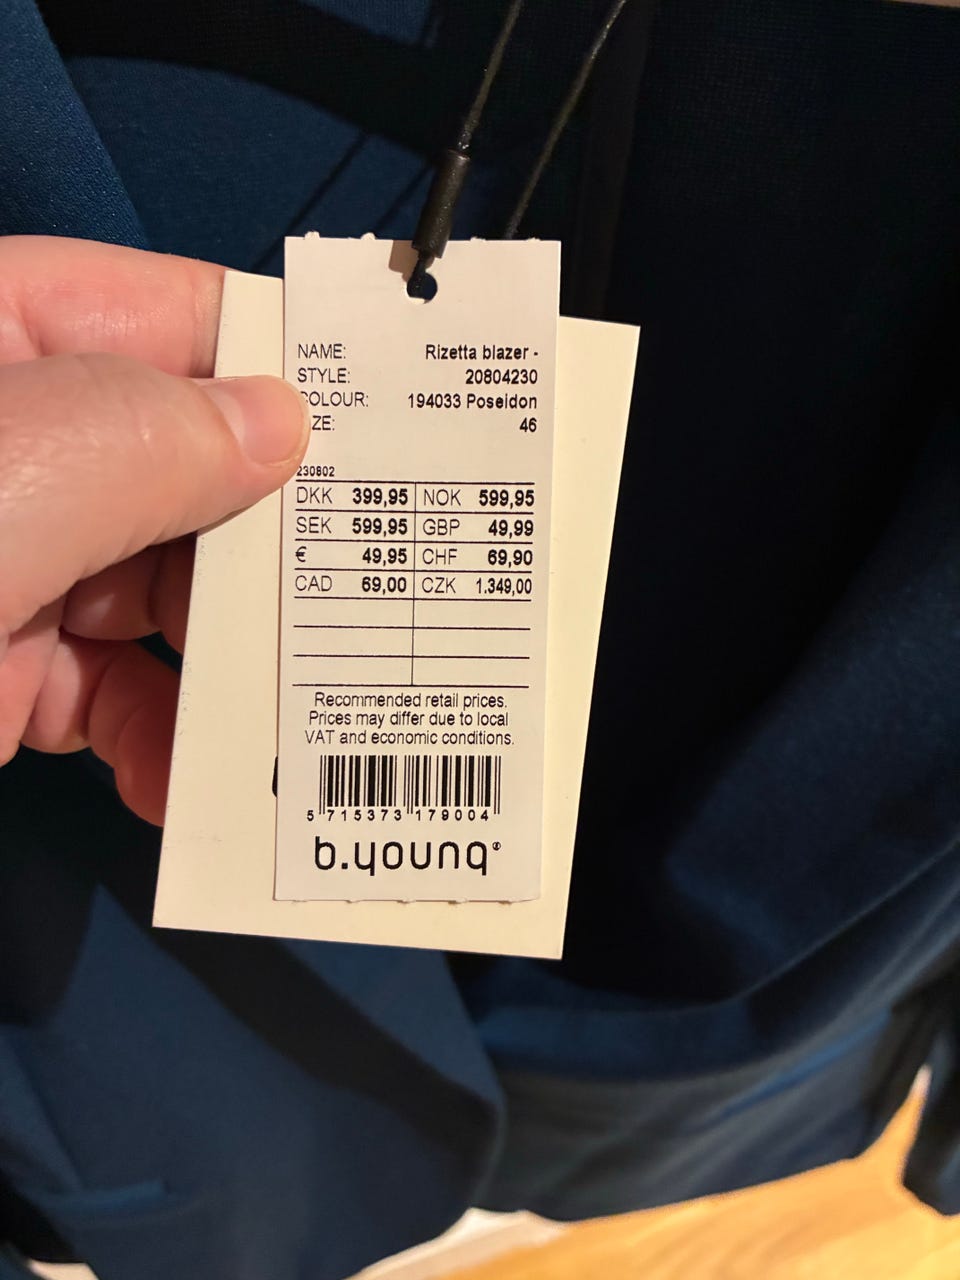 NAME: Rizetta blazer -
STYLE: 20804230
COLOUR: 194033 Poseidon
ZE: 46
230802
DKK 399,95 NOK 599,95
SEK 599,95 GBP 49,99
€ 49,95 CHF 69,90
CAD 69,00 CZK 1.349,00
Recommended retail prices.
Prices may differ due to local
VAT and economic conditions.
5 715373 179004
b.young®